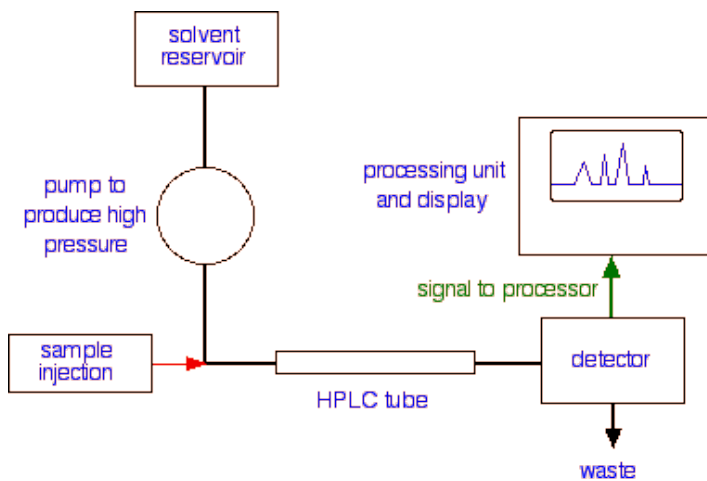 solvent
reservoir
pump to
produce high
pressure
processing unit
and display
signal to processor
sample
injection
HPLC tube
detector
waste